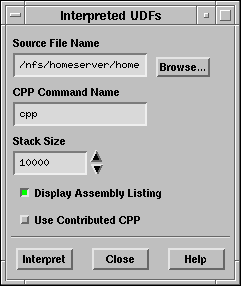 Interpreted UDFs
Source File Name
/nfs/homeserver/home
Browse...
CPP Command Name
cpp
Stack Size
10000
Display Assembly Listing
Use Contributed CPP
Interpret Close Help